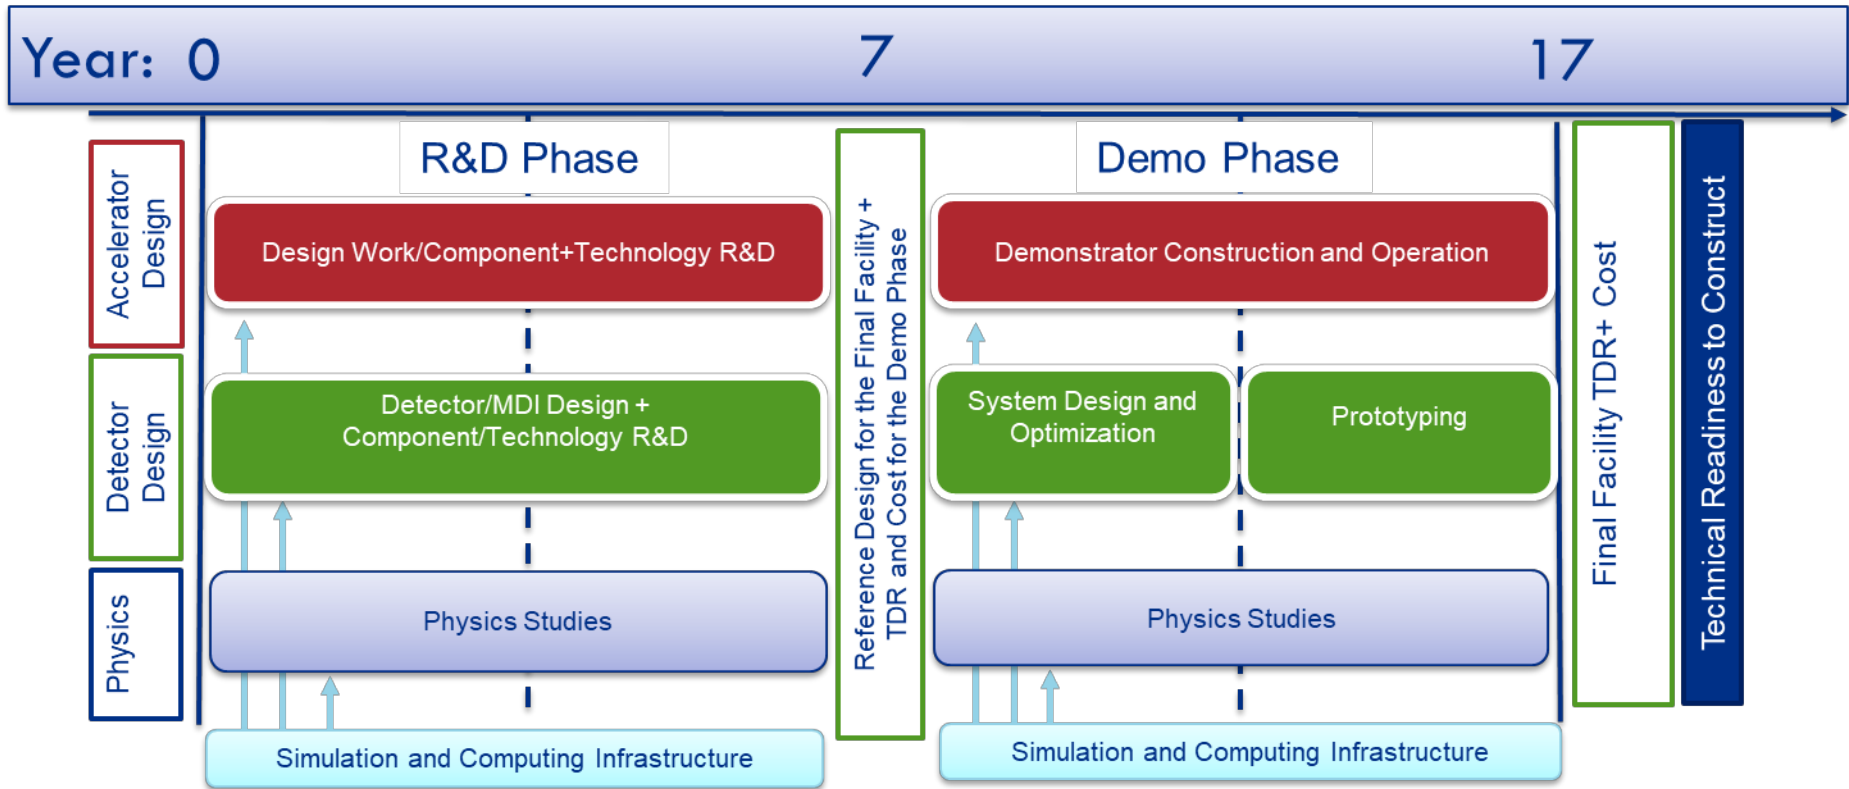 Year: 0
7
17
R&D Phase
Demo Phase
Accelerator
Design
Design Work/Component+Technology R&D
Demonstrator Construction and Operation
Detector
Design
Detector/MDI Design +
Component/Technology R&D
System Design and
Optimization
Prototyping
Physics
Physics Studies
Physics Studies
Simulation and Computing Infrastructure
Simulation and Computing Infrastructure
Reference Design for the Final Facility +
TDR and Cost for the Demo Phase
Final Facility TDR+ Cost
Technical Readiness to Construct